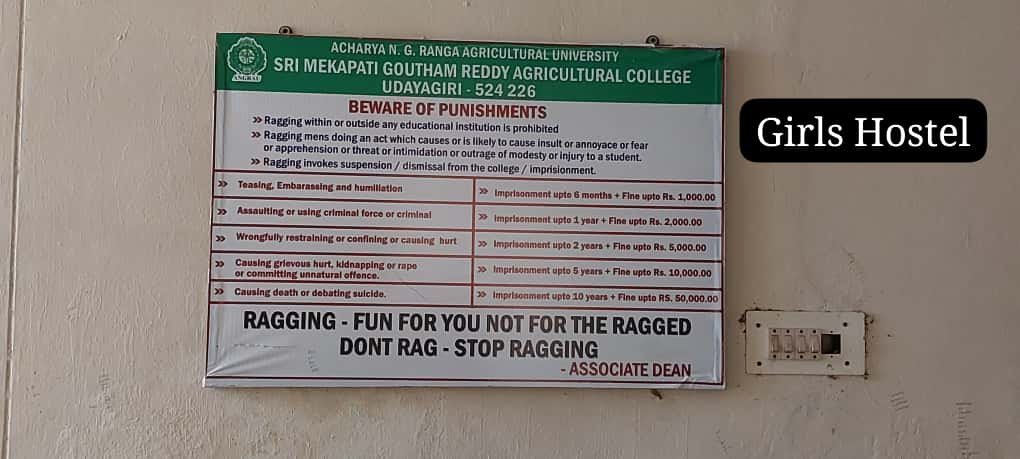 ACHARYA N. G. RANGA AGRICULTURAL UNIVERSITY
SRI MEKAPATI GOUTHAM REDDY AGRICULTURAL COLLEGE
UDAYAGIRI - 524 226
ANGRAU
BEWARE OF PUNISHMENTS
» Ragging within or outside any educational institution is prohibited
» Ragging mens doing an act which causes or is likely to cause insult or annoyace or fear
or apprehension or threat or intimidation or outrage of modesty or injury to a student.
» Ragging invokes suspension / dismissal from the college / imprisionment.
» Teasing, Embarassing and humiliation » Imprisonment upto 6 months + Fine upto Rs. 1,000.00
» Assaulting or using criminal force or criminal » Imprisonment upto 1 year + Fine upto Rs. 2,000.00
» Wrongfully restraining or confining or causing hurt » Imprisonment upto 2 years + Fine upto Rs. 5,000.00
» Causing grievous hurt, kidnapping or rape
or committing unnatural offence. » Imprisonment upto 5 years + Fine upto Rs. 10,000.00
» Causing death or debating suicide. » Imprisonment upto 10 years + Fine upto RS. 50,000.00
RAGGING - FUN FOR YOU NOT FOR THE RAGGED
DONT RAG - STOP RAGGING
- ASSOCIATE DEAN
Girls Hostel